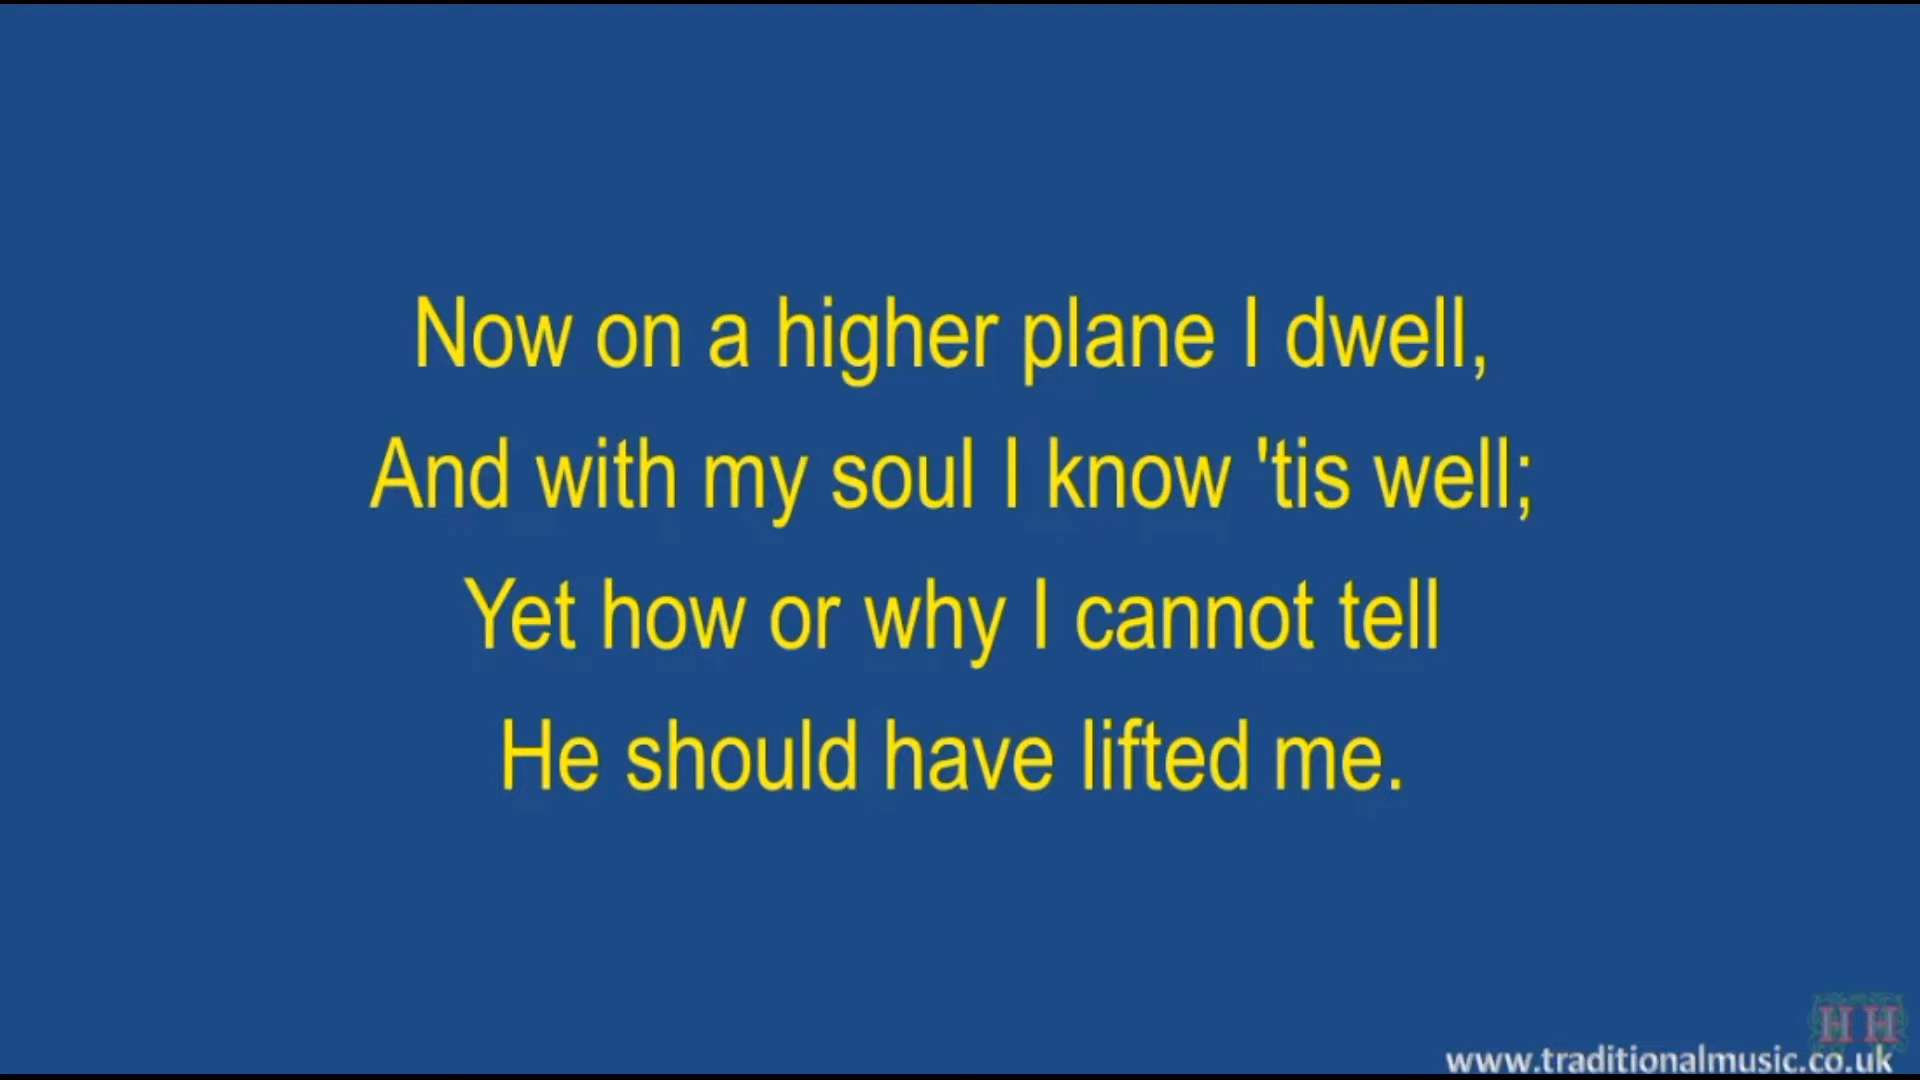 Now on a higher plane I dwell,
And with my soul I know 'tis well;
Yet how or why I cannot tell
He should have lifted me.
H H
www.traditionalmusic.co.uk